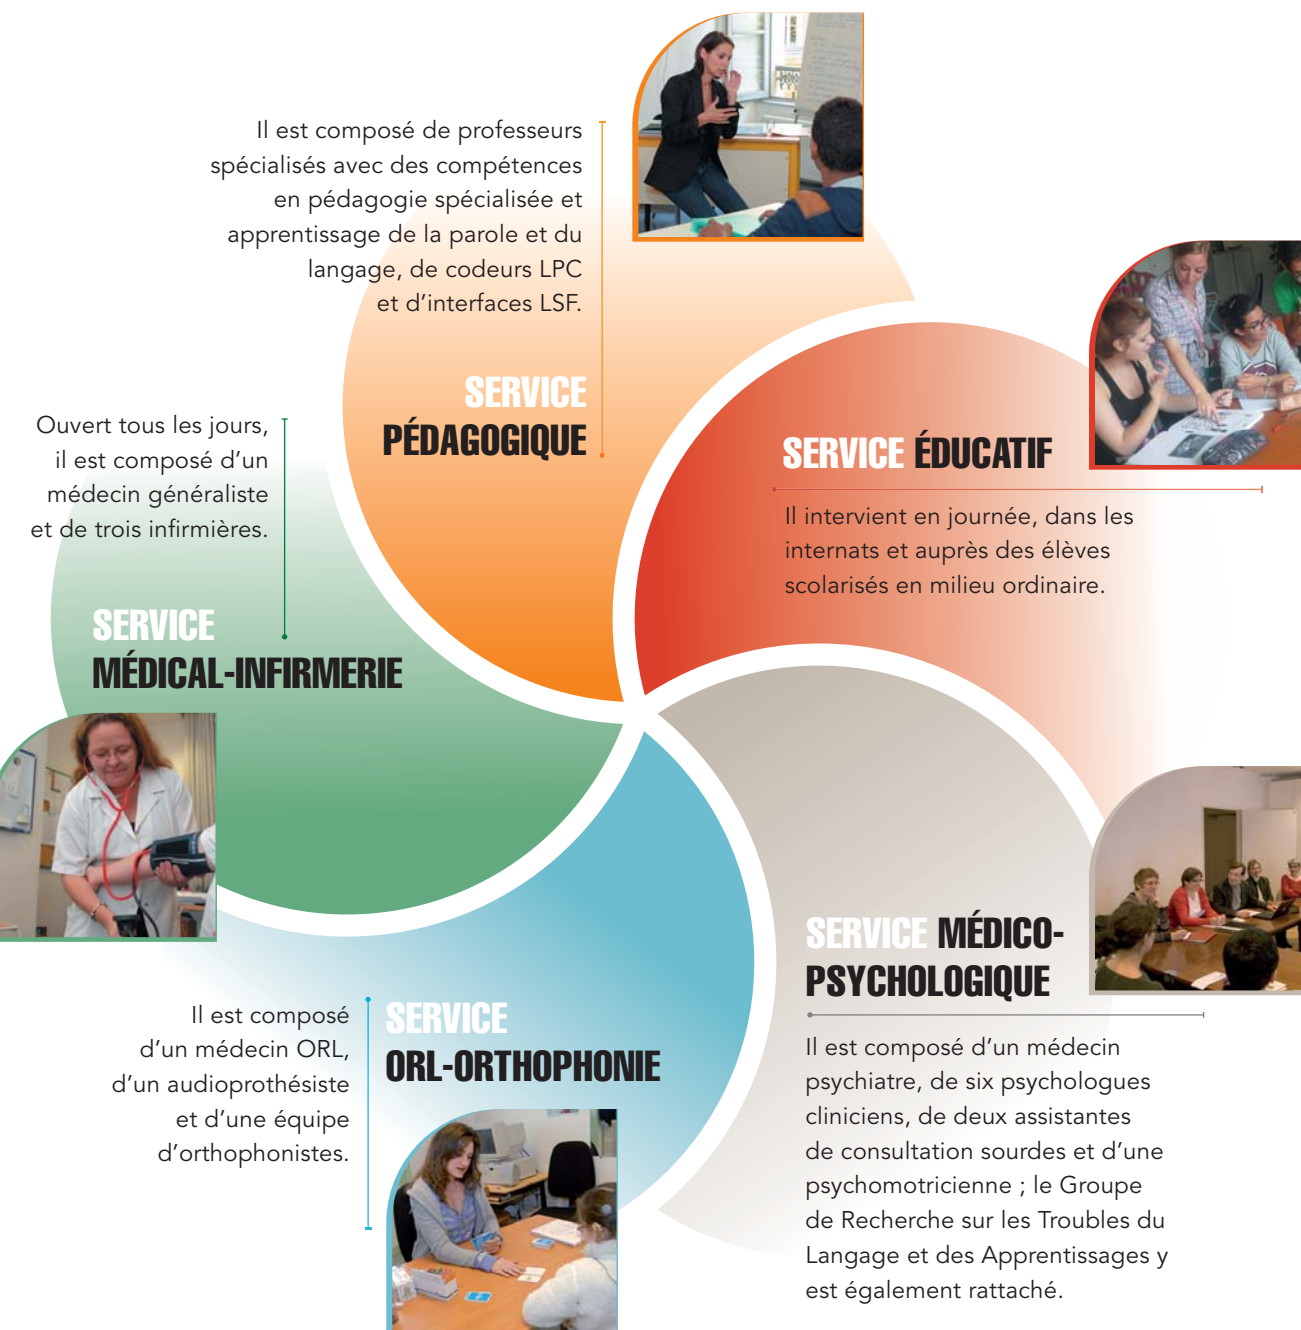 Il est composé de professeurs
spécialisés avec des compétences
en pédagogie spécialisée et
apprentissage de la parole et du
langage, de codeurs LPC
et d’interfaces LSF.
SERVICE
PÉDAGOGIQUE
SERVICE ÉDUCATIF
Il intervient en journée, dans les
internats et auprès des élèves
scolarisés en milieu ordinaire.
Ouvert tous les jours,
il est composé d’un
médecin généraliste
et de trois infirmières.
SERVICE
MÉDICAL-INFIRMERIE
SERVICE MÉDICO-
PSYCHOLOGIQUE
Il est composé d’un médecin
psychiatre, de six psychologues
cliniciens, de deux assistantes
de consultation sourdes et d’une
psychomotricienne ; le Groupe
de Recherche sur les Troubles du
Langage et des Apprentissages y
est également rattaché.
Il est composé
d’un médecin ORL,
d’un audioprothésiste
et d’une équipe
d’orthophonistes.
SERVICE
ORL-ORTHOPHONIE